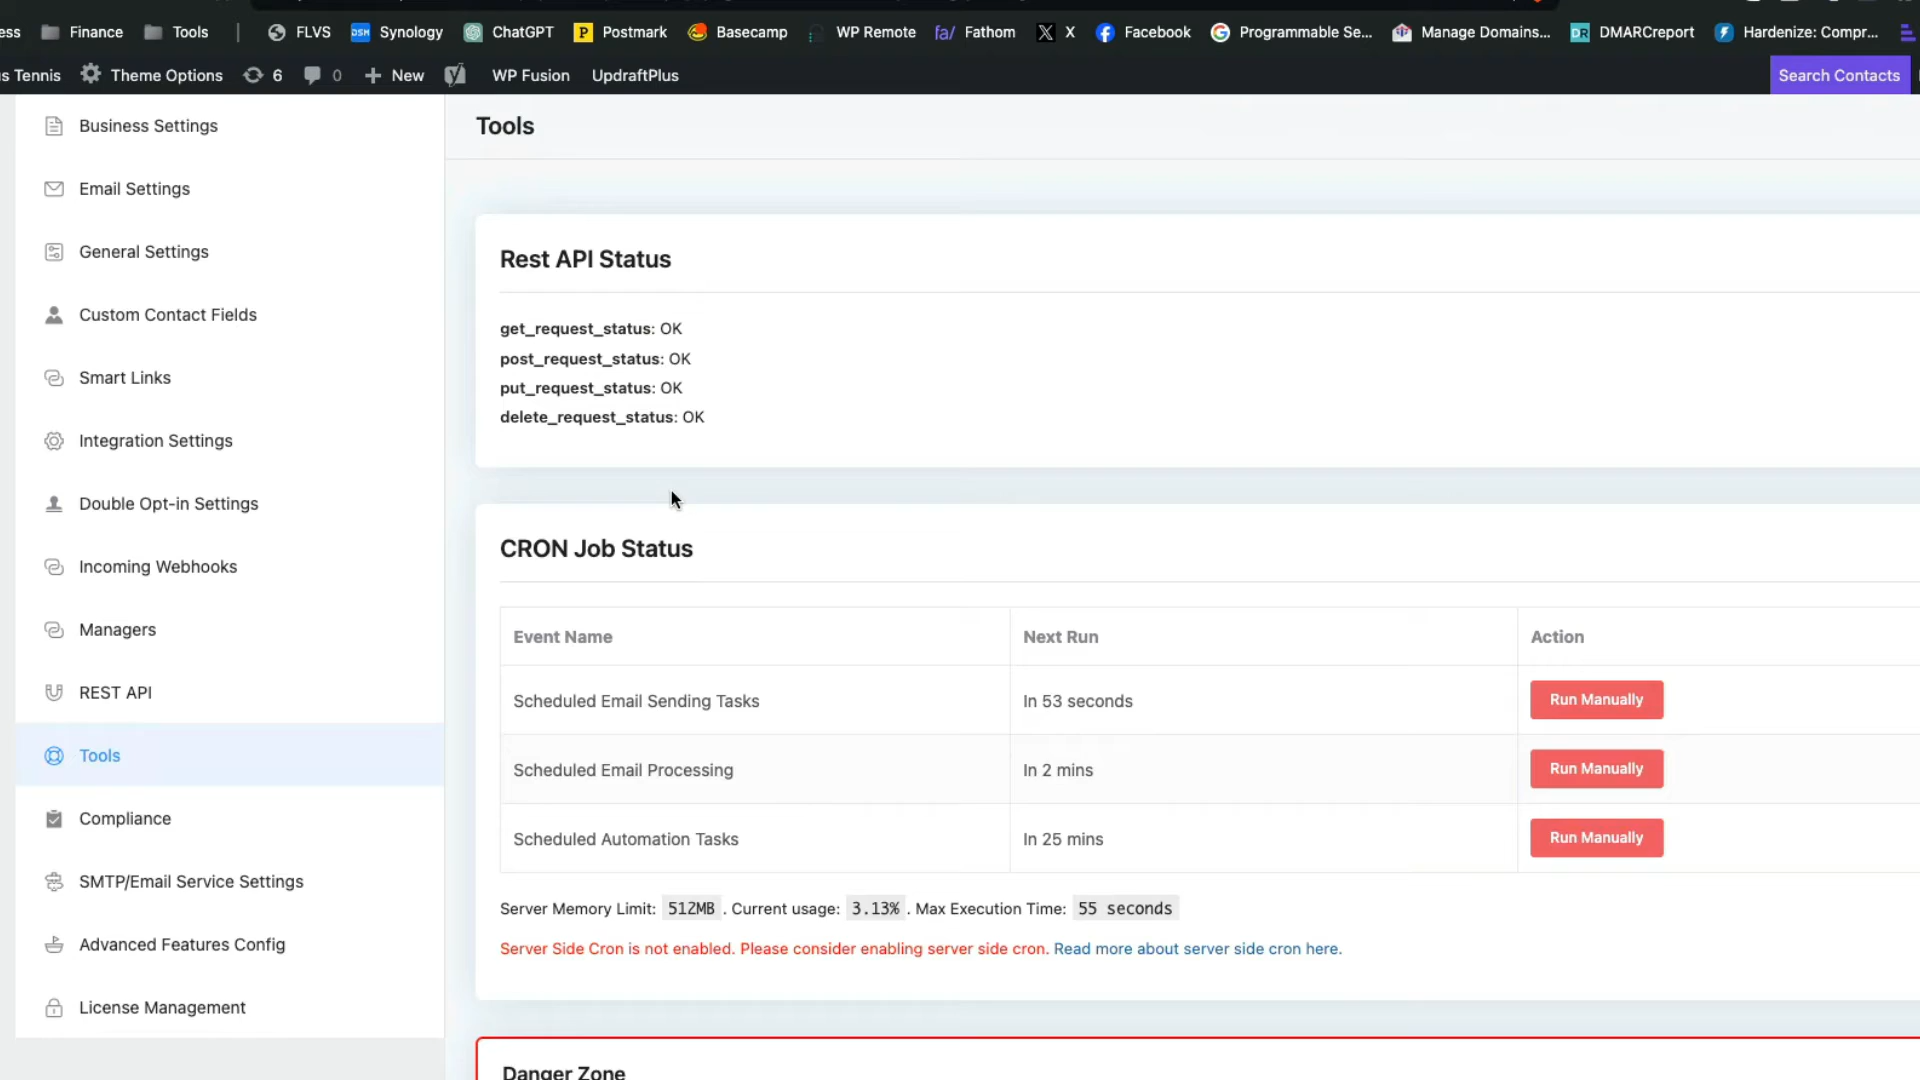 ess Finance Tools | FLVS Synology ChatGPT Postmark Basecamp WP Remote Fathom X Facebook Programmable Se... Manage Domains... DMARCreport Hardenize: Compr...
s Tennis Theme Options 6 0 New WP Fusion UpdraftPlus Search Contacts
Business Settings
Email Settings
General Settings
Custom Contact Fields
Smart Links
Integration Settings
Double Opt-in Settings
Incoming Webhooks
Managers
REST API
Tools
Compliance
SMTP/Email Service Settings
Advanced Features Config
License Management
Tools
Rest API Status
get_request_status: OK
post_request_status: OK
put_request_status: OK
delete_request_status: OK
CRON Job Status
Event Name Next Run Action
Scheduled Email Sending Tasks In 53 seconds Run Manually
Scheduled Email Processing In 2 mins Run Manually
Scheduled Automation Tasks In 25 mins Run Manually
Server Memory Limit: 512MB . Current usage: 3.13% . Max Execution Time: 55 seconds
Server Side Cron is not enabled. Please consider enabling server side cron. Read more about server side cron here.
Danger Zone